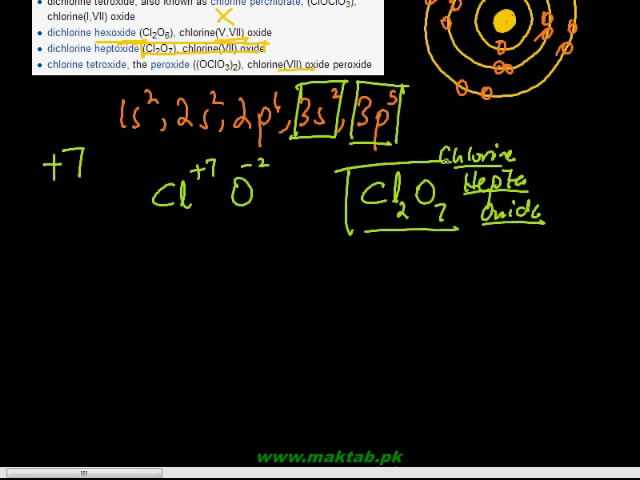 dichlorine tetroxide, also known as chlorine perchlorate, (ClOClO3),
chlorine(I,VII) oxide
dichlorine hexoxide (Cl2O6), chlorine(V,VII) oxide
dichlorine heptoxide (Cl2O7), chlorine(VII) oxide
chlorine tetroxide, the peroxide ((OClO3)2), chlorine(VII) oxide peroxide
1s², 2s², 2p⁶, 3s², 3p⁵
+7
Cl⁺⁷ O⁻²
Cl₂O₇
Chlorine
Hepta
Oxide
www.maktab.pk